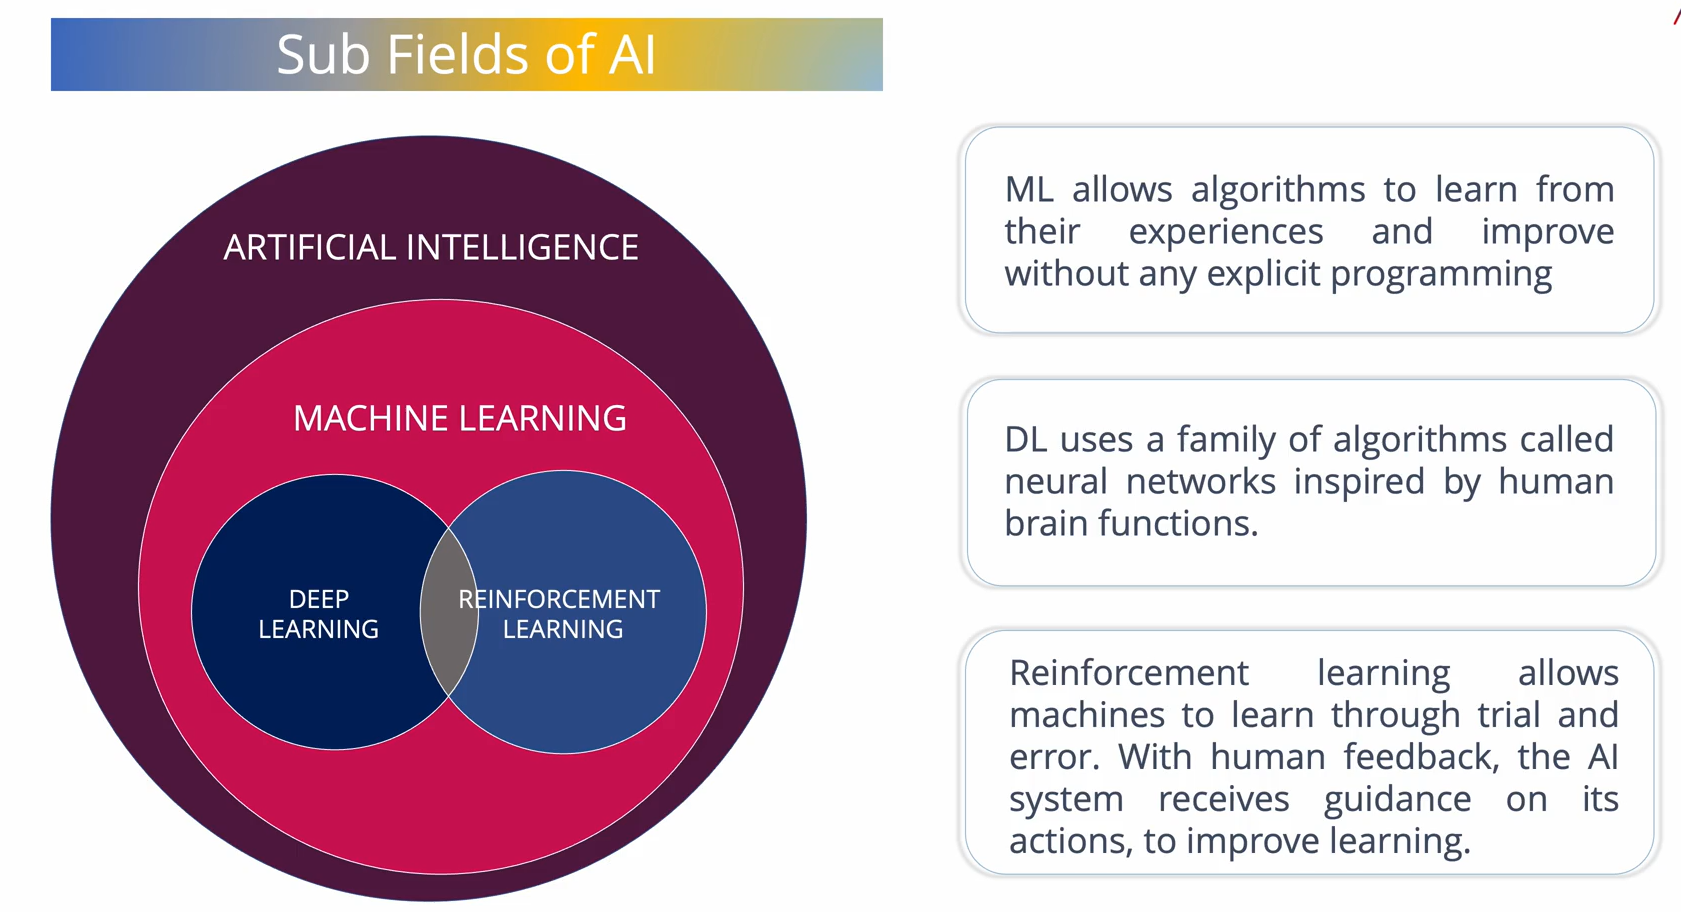 Sub Fields of AI
ARTIFICIAL INTELLIGENCE
MACHINE LEARNING
DEEP
LEARNING
REINFORCEMENT
LEARNING
ML allows algorithms to learn from
their experiences and improve
without any explicit programming
DL uses a family of algorithms called
neural networks inspired by human
brain functions.
Reinforcement learning allows
machines to learn through trial and
error. With human feedback, the AI
system receives guidance on its
actions, to improve learning.